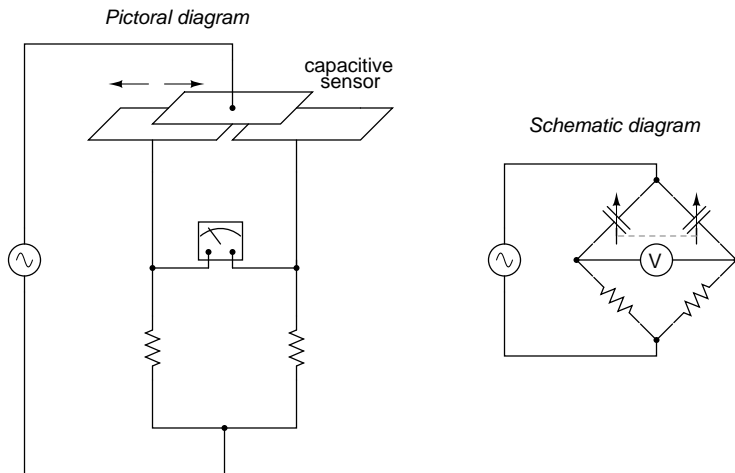 Pictoral diagram
capacitive
sensor
Schematic diagram
V